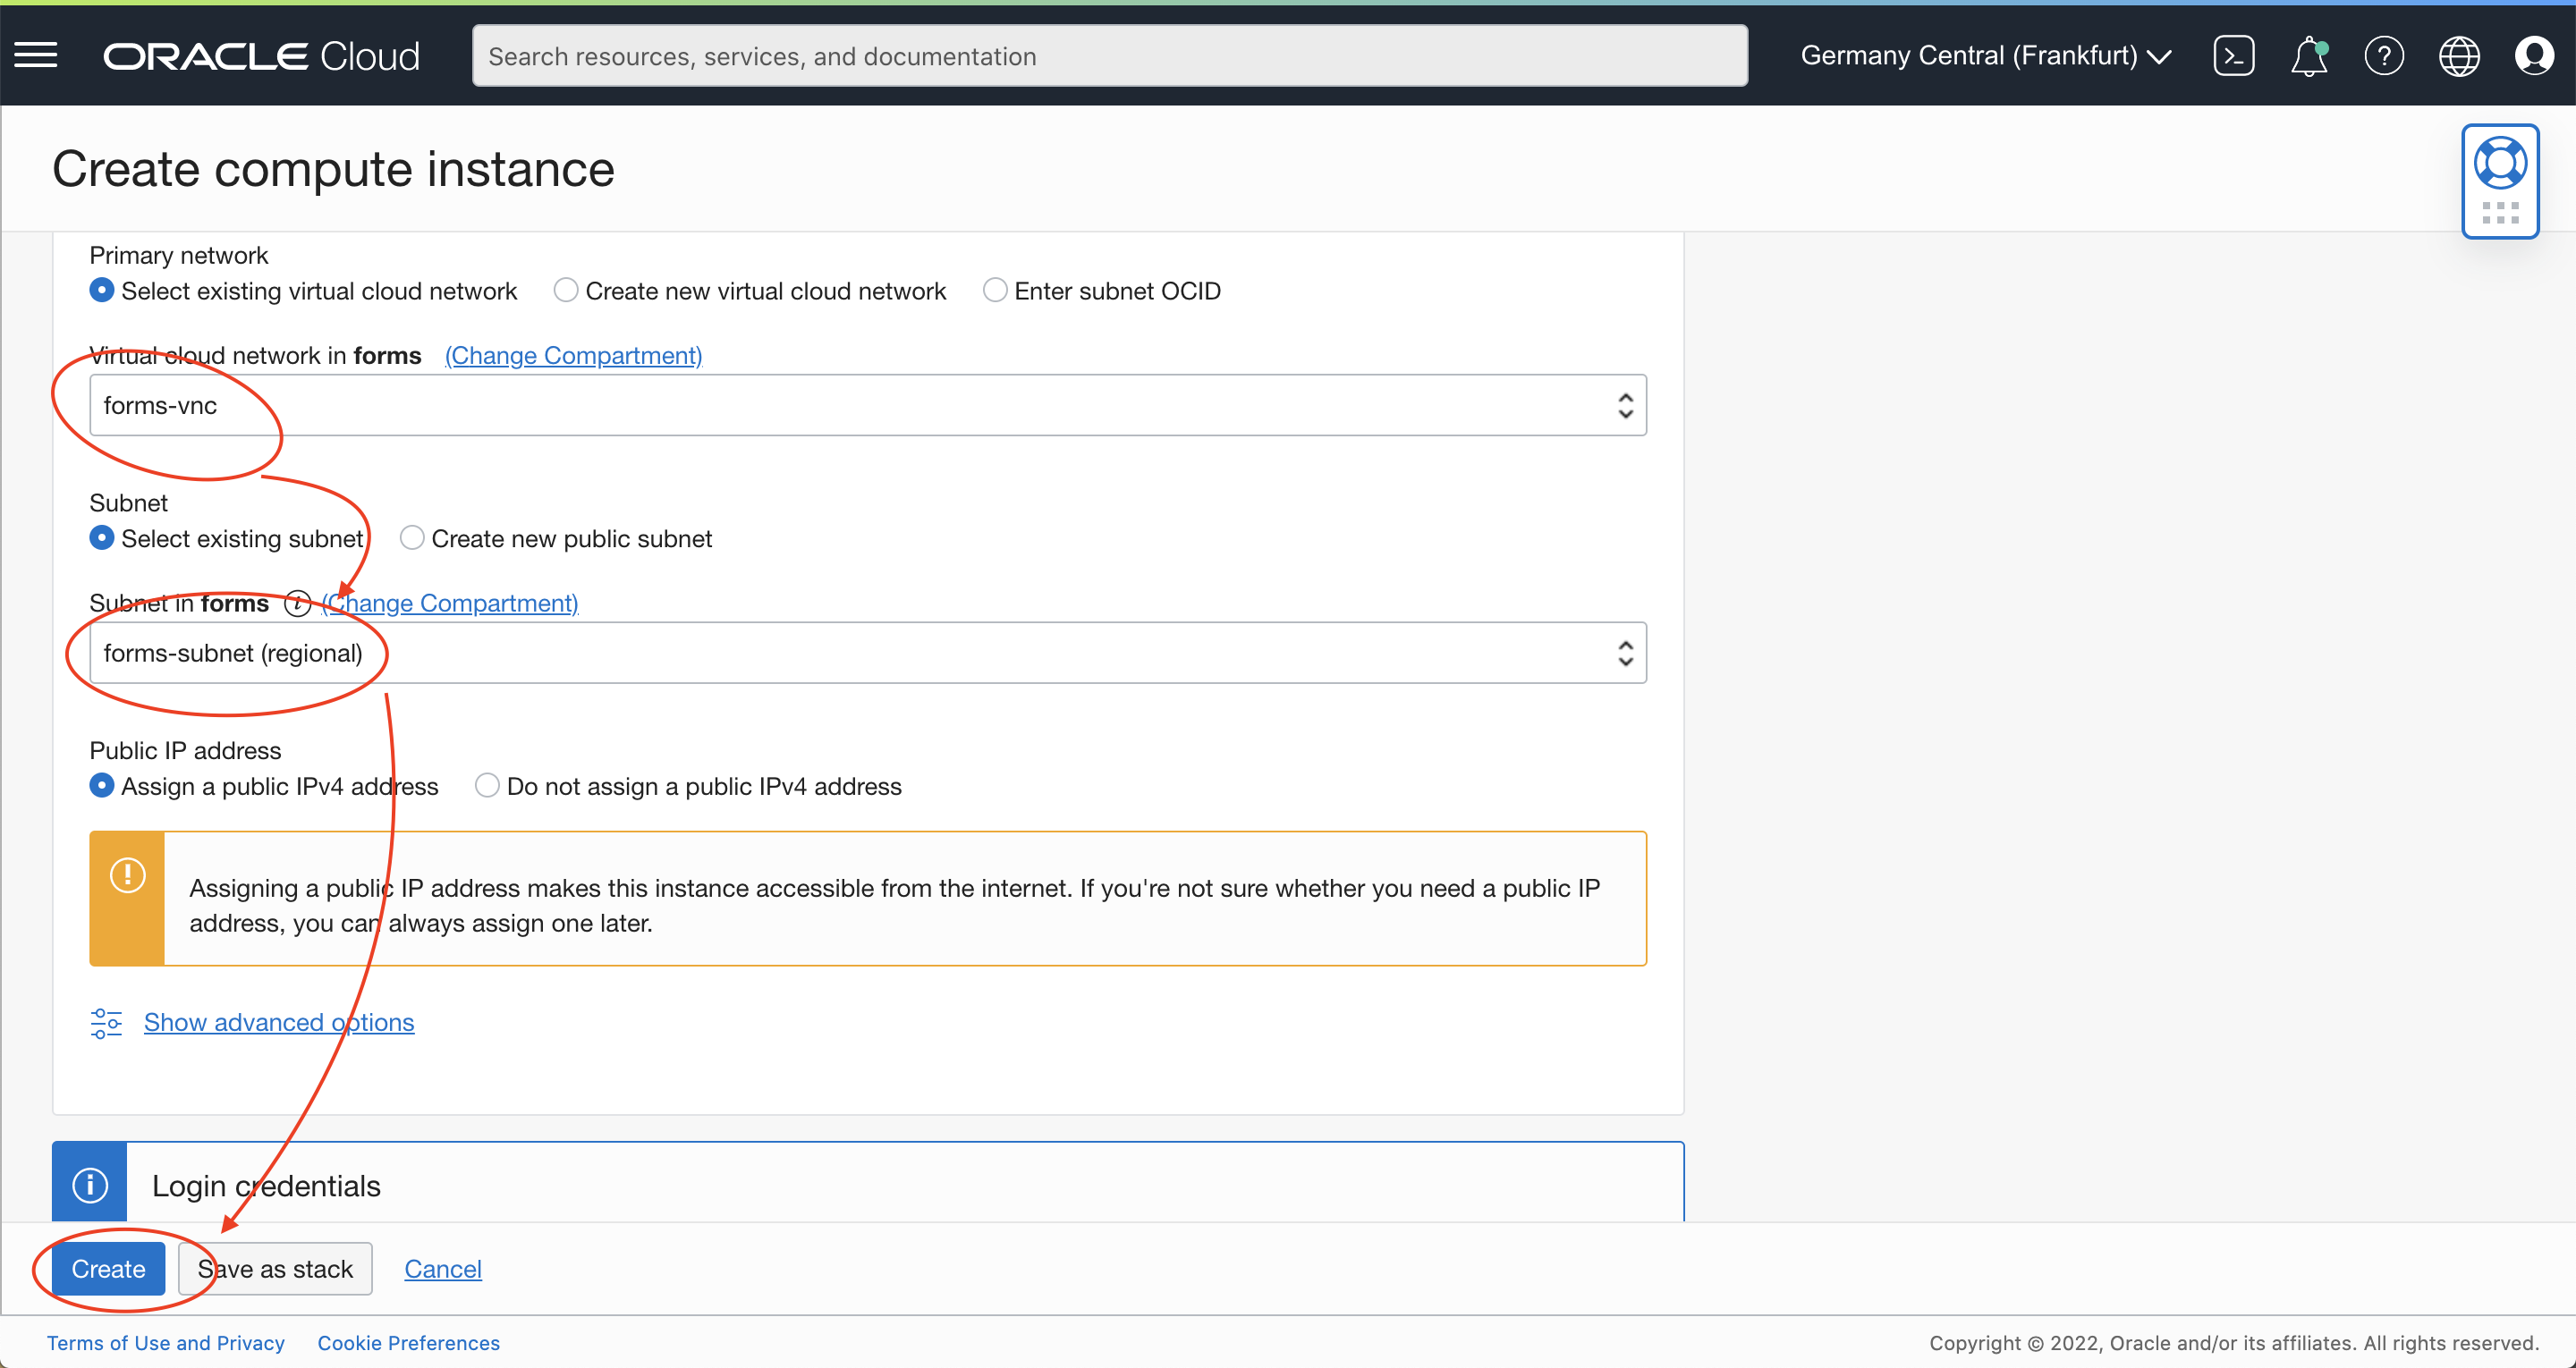 ORACLE Cloud
Search resources, services, and documentation
Germany Central (Frankfurt)
Create compute instance
Primary network
Select existing virtual cloud network
Create new virtual cloud network
Enter subnet OCID
Virtual cloud network in forms (Change Compartment)
forms-vnc
Subnet
Select existing subnet
Create new public subnet
Subnet in forms i (Change Compartment)
forms-subnet (regional)
Public IP address
Assign a public IPv4 address
Do not assign a public IPv4 address
Assigning a public IP address makes this instance accessible from the internet. If you're not sure whether you need a public IP
address, you can always assign one later.
Show advanced options
Login credentials
Create
Save as stack
Cancel
Terms of Use and Privacy
Cookie Preferences
Copyright © 2022, Oracle and/or its affiliates. All rights reserved.